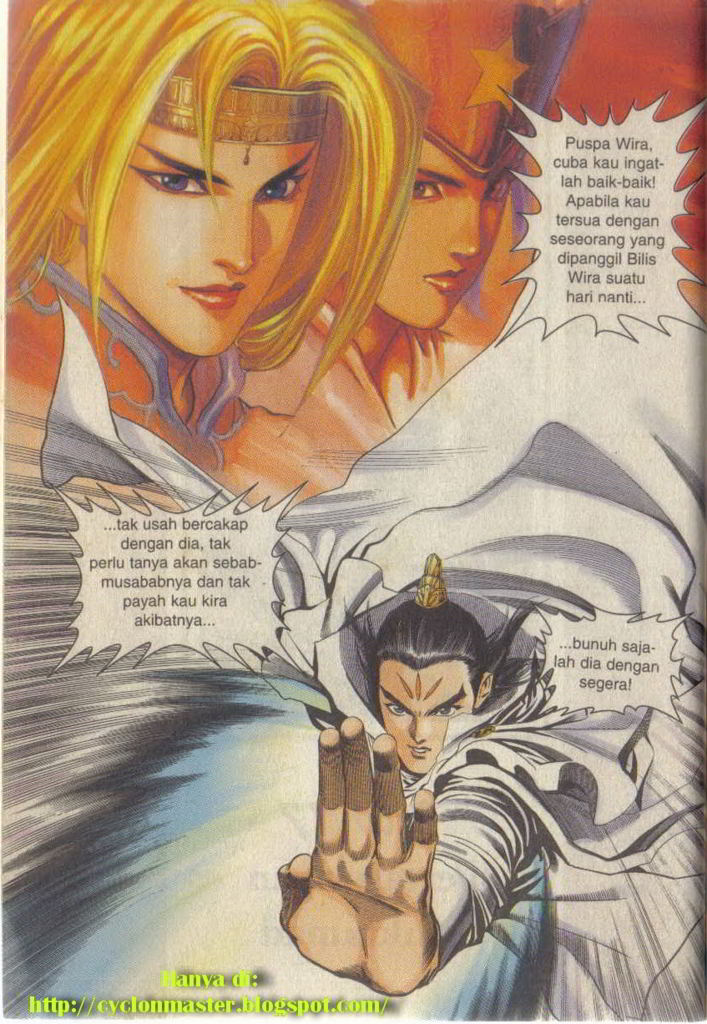 Puspa Wira,
cuba kau ingat-
lah baik-baik!
Apabila kau
tersua dengan
seseorang yang
dipanggil Bilis
Wira suatu
hari nanti...
...tak usah bercakap
dengan dia, tak
perlu tanya akan sebab-
musababnya dan tak
payah kau kira
akibatnya...
...bunuh saja-
lah dia dengan
segera!
Hanya di:
http://cyclonmaster.blogspot.com/